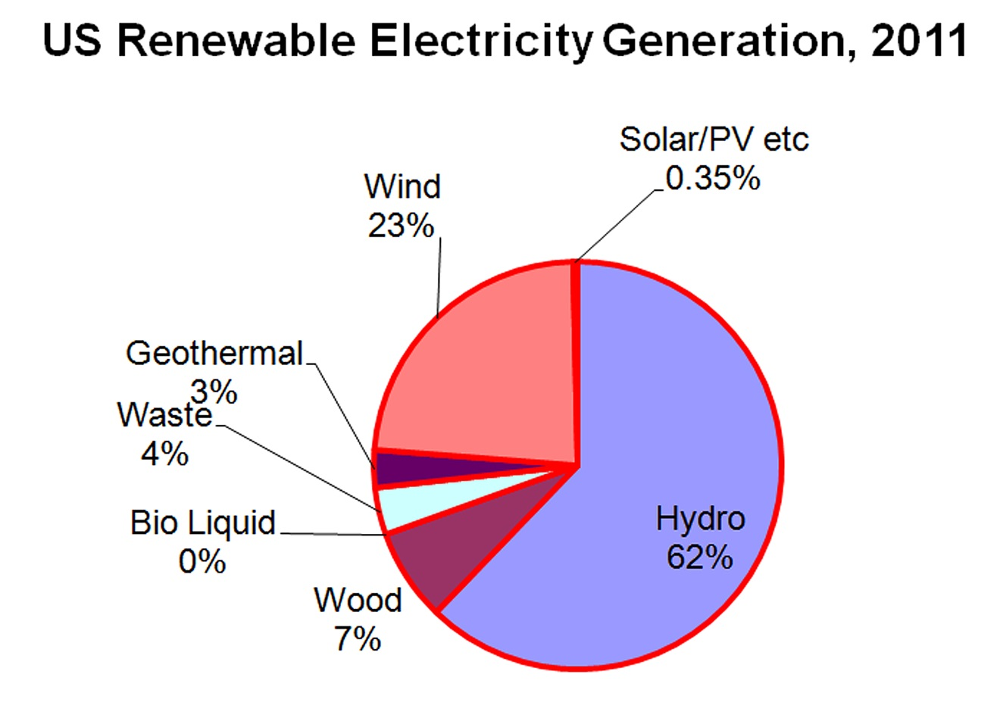 US Renewable Electricity Generation, 2011
Solar/PV etc
0.35%
Wind
23%
Geothermal
3%
Waste
4%
Bio Liquid
0%
Hydro
62%
Wood
7%